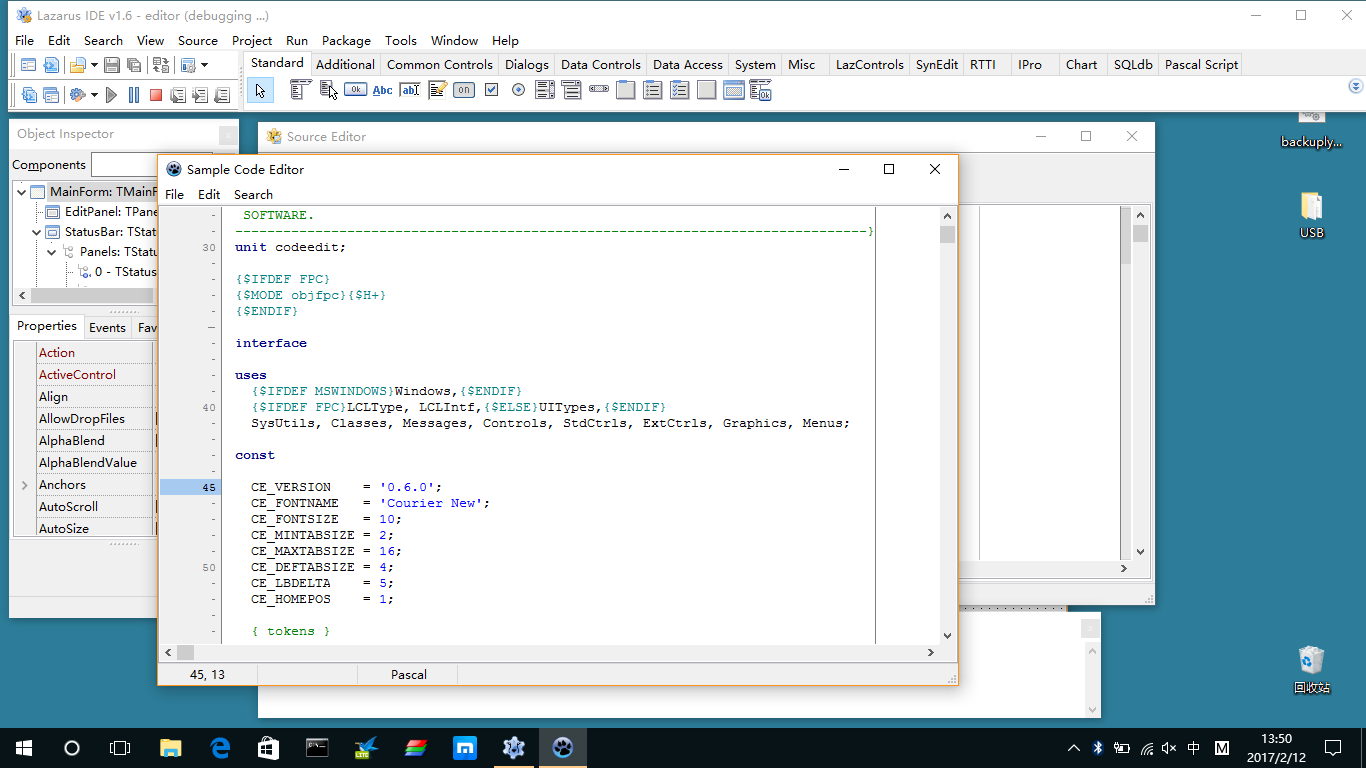 Lazarus IDE v1.6 - editor (debugging ...)
File Edit Search View Source Project Run Package Tools Window Help
Standard Additional Common Controls Dialogs Data Controls Data Access System Misc LazControls SynEdit RTTI IPro Chart SQLdb Pascal Script
Ok Abc ab on Ok
Object Inspector
Source Editor
backuply...
Components
Sample Code Editor
File Edit Search
MainForm: TMainF
EditPanel: TPane
StatusBar: TStat
Panels: TStatu
0 - TStatus
Properties Events Fav
Action
ActiveControl
Align
AllowDropFiles
AlphaBlend
AlphaBlendValue
Anchors
AutoScroll
AutoSize
SOFTWARE.
-------------------------------------------------------------------------------}
30 unit codeedit;
{$IFDEF FPC}
{$MODE objfpc}{$H+}
{$ENDIF}
interface
uses
{$IFDEF MSWINDOWS}Windows,{$ENDIF}
40 {$IFDEF FPC}LCLType, LCLIntf,{$ELSE}UITypes,{$ENDIF}
SysUtils, Classes, Messages, Controls, StdCtrls, ExtCtrls, Graphics, Menus;
const
45 CE_VERSION = '0.6.0';
CE_FONTNAME = 'Courier New';
CE_FONTSIZE = 10;
CE_MINTABSIZE = 2;
CE_MAXTABSIZE = 16;
50 CE_DEFTABSIZE = 4;
CE_LBDELTA = 5;
CE_HOMEPOS = 1;
{ tokens }
45, 13 Pascal
USB
回收站
中 M
13:50
2017/2/12